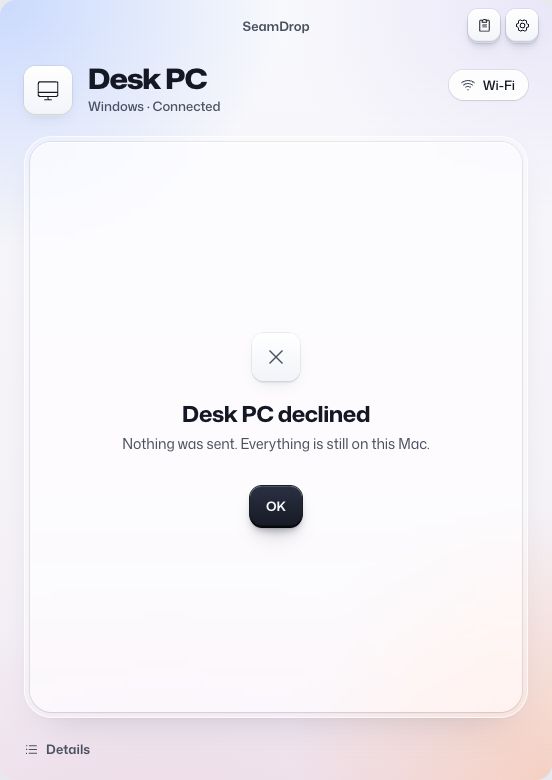 SeamDrop
Desk PC
Windows · Connected
Wi-Fi
Desk PC declined
Nothing was sent. Everything is still on this Mac.
OK
Details